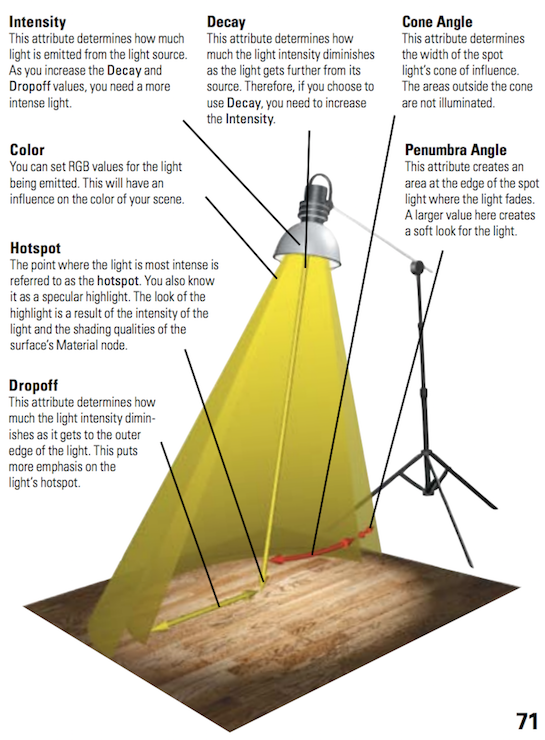 Intensity
This attribute determines how much
light is emitted from the light source.
As you increase the Decay and
Dropoff values, you need a more
intense light.
Decay
This attribute determines how
much the light intensity diminishes
as the light gets further from its
source. Therefore, if you choose to
use Decay, you need to increase
the Intensity.
Cone Angle
This attribute determines
the width of the spot
light's cone of influence.
The areas outside the cone
are not illuminated.
Color
You can set RGB values for the light
being emitted. This will have an
influence on the color of your scene.
Penumbra Angle
This attribute creates an
area at the edge of the spot
light where the light fades.
A larger value here creates
a soft look for the light.
Hotspot
The point where the light is most intense is
referred to as the hotspot. You also know
it as a specular highlight. The look of the
highlight is a result of the intensity of the
light and the shading qualities of the
surface's Material node.
Dropoff
This attribute determines how
much the light intensity dimin-
ishes as it gets to the outer
edge of the light. This puts
more emphasis on the
light's hotspot.
71